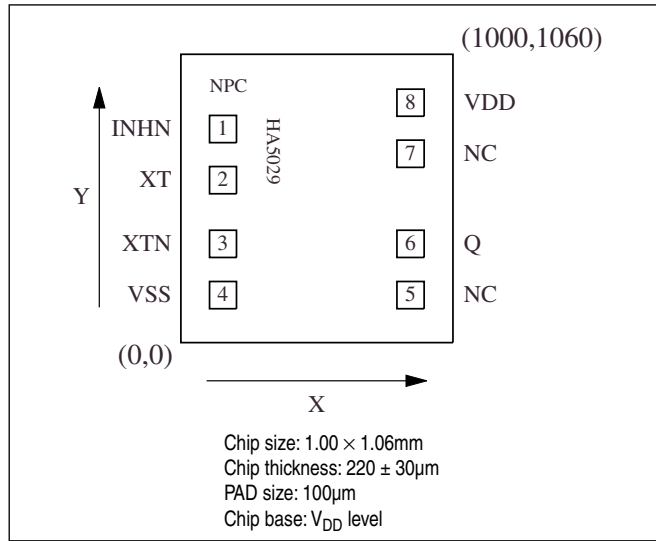 (1000,1060)
NPC
HA5029
INHN 1
8 VDD
7 NC
XT 2
Y
XTN 3
6 Q
VSS 4
5 NC
(0,0)
X
Chip size: 1.00 × 1.06mm
Chip thickness: 220 ± 30µm
PAD size: 100µm
Chip base: VDD level